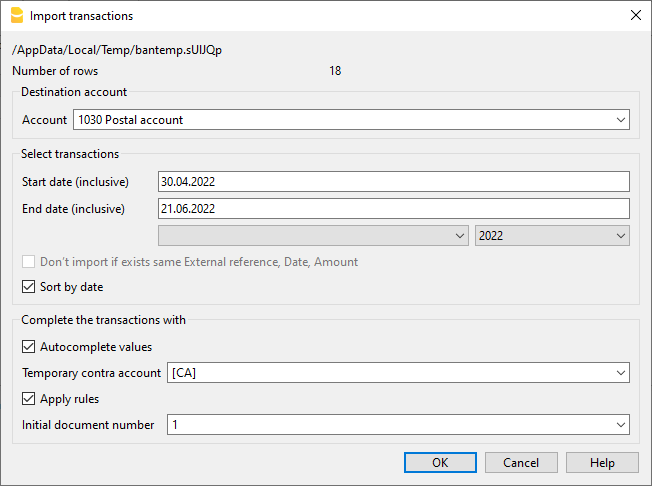 Import transactions
/AppData/Local/Temp/bantemp.sUIJQp
Number of rows 18
Destination account
Account 1030 Postal account
Select transactions
Start date (inclusive) 30.04.2022
End date (inclusive) 21.06.2022
2022
Don't import if exists same External reference, Date, Amount
Sort by date
Complete the transactions with
Autocomplete values
Temporary contra account [CA]
Apply rules
Initial document number 1
OK Cancel Help